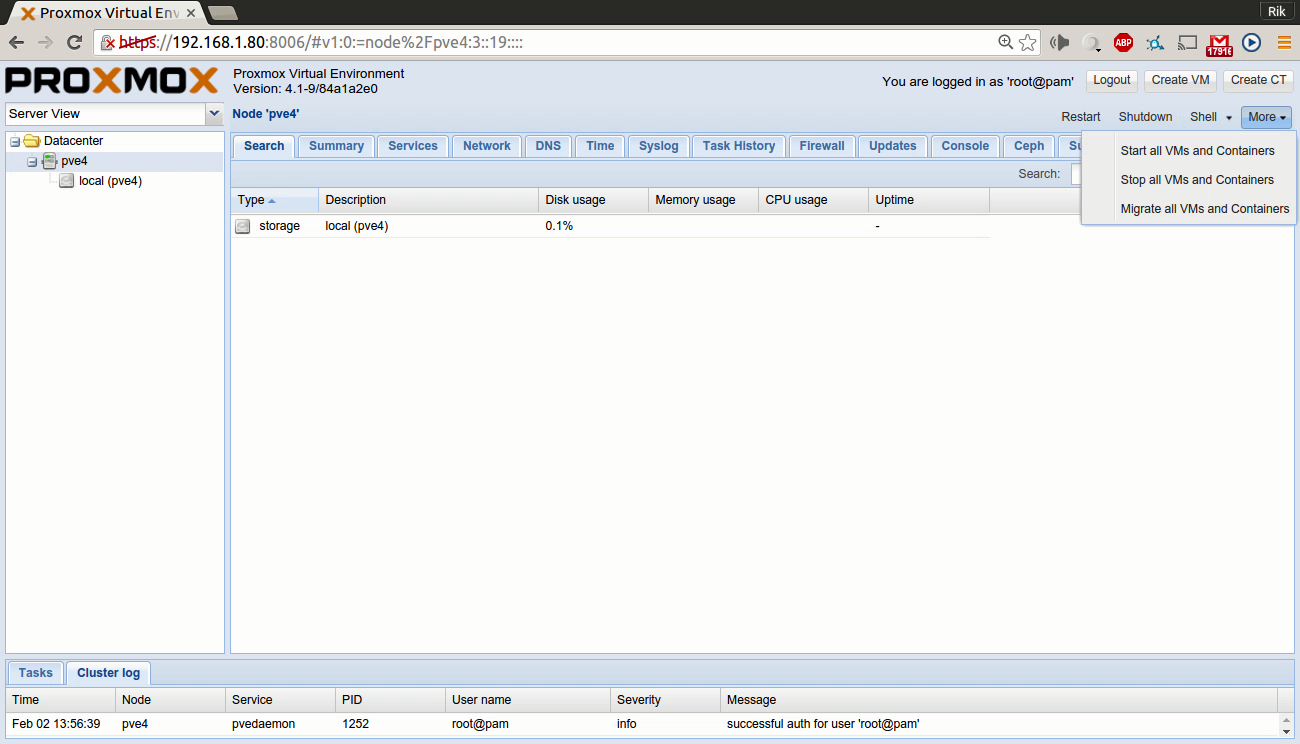 Proxmox Virtual Env
Rik
https://192.168.1.80:8006/#v1:0:=node%2Fpve4:3::19::::
ABP
17916
PROXMOX
Proxmox Virtual Environment
Version: 4.1-9/84a1a2e0
You are logged in as 'root@pam' Logout Create VM Create CT
Server View
Node 'pve4'
Restart Shutdown Shell More
Datacenter
pve4
local (pve4)
Search Summary Services Network DNS Time Syslog Task History Firewall Updates Console Ceph Su
Start all VMs and Containers
Stop all VMs and Containers
Migrate all VMs and Containers
Search:
Type Description Disk usage Memory usage CPU usage Uptime
storage local (pve4) 0.1% -
Tasks Cluster log
Time Node Service PID User name Severity Message
Feb 02 13:56:39 pve4 pvedaemon 1252 root@pam info successful auth for user 'root@pam'